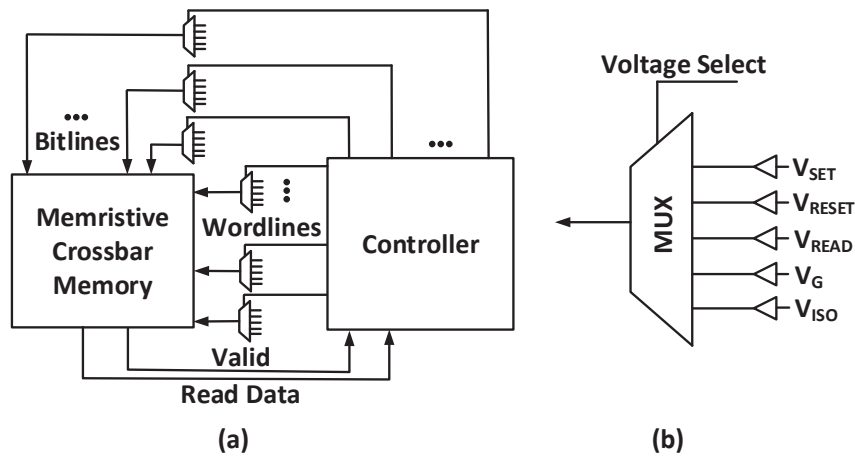 ...
Bitlines
Memristive
Crossbar
Memory
...
Wordlines
...
Controller
Valid
Read Data
(a)
Voltage Select
MUX
VSET
VRESET
VREAD
VG
VISO
(b)